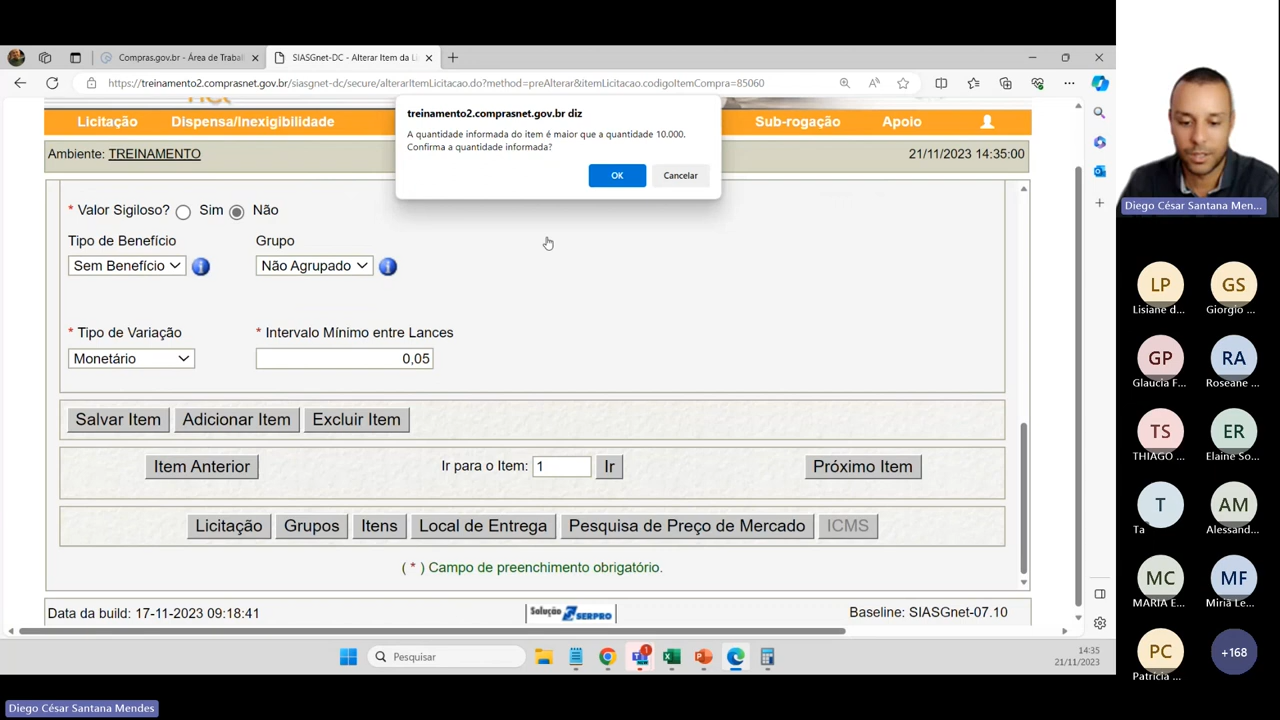 Compras.gov.br - Área de Trabal
SIASGnet-DC - Alterar Item da Li
https://treinamento2.comprasnet.gov.br/siasgnet-dc/secure/alterarItemLicitacao.do?method=preAlterar&itemLicitacao.codigoItemCompra=85060
treinamento2.comprasnet.gov.br diz
A quantidade informada do item é maior que a quantidade 10.000.
Confirma a quantidade informada?
OK
Cancelar
net
Licitação
Dispensa/Inexigibilidade
Sub-rogação
Apoio
Ambiente: TREINAMENTO
21/11/2023 14:35:00
* Valor Sigiloso? Sim Não
Tipo de Benefício
Grupo
Sem Benefício
Não Agrupado
* Tipo de Variação
* Intervalo Mínimo entre Lances
Monetário
0,05
Salvar Item
Adicionar Item
Excluir Item
Item Anterior
Ir para o Item: 1
Ir
Próximo Item
Licitação
Grupos
Itens
Local de Entrega
Pesquisa de Preço de Mercado
ICMS
( * ) Campo de preenchimento obrigatório.
Data da build: 17-11-2023 09:18:41
Solução SERPRO
Baseline: SIASGnet-07.10
Pesquisar
1
14:35
21/11/2023
Diego César Santana Mendes
Diego César Santana Men...
LP
Lisiane d...
GS
Giorgio ...
GP
Glaucia F...
RA
Roseane ...
TS
THIAGO ...
ER
Elaine So...
T
Ta
AM
Alessand...
MC
MARIA E...
MF
Miria Le...
PC
Patricia ...
+168